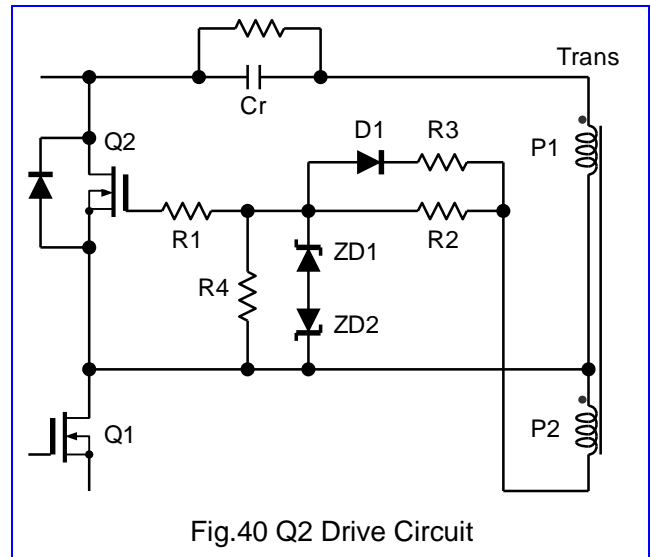 Trans
Cr
D1
R3
P1
Q2
R1
R2
ZD1
R4
ZD2
Q1
P2
Fig.40 Q2 Drive Circuit